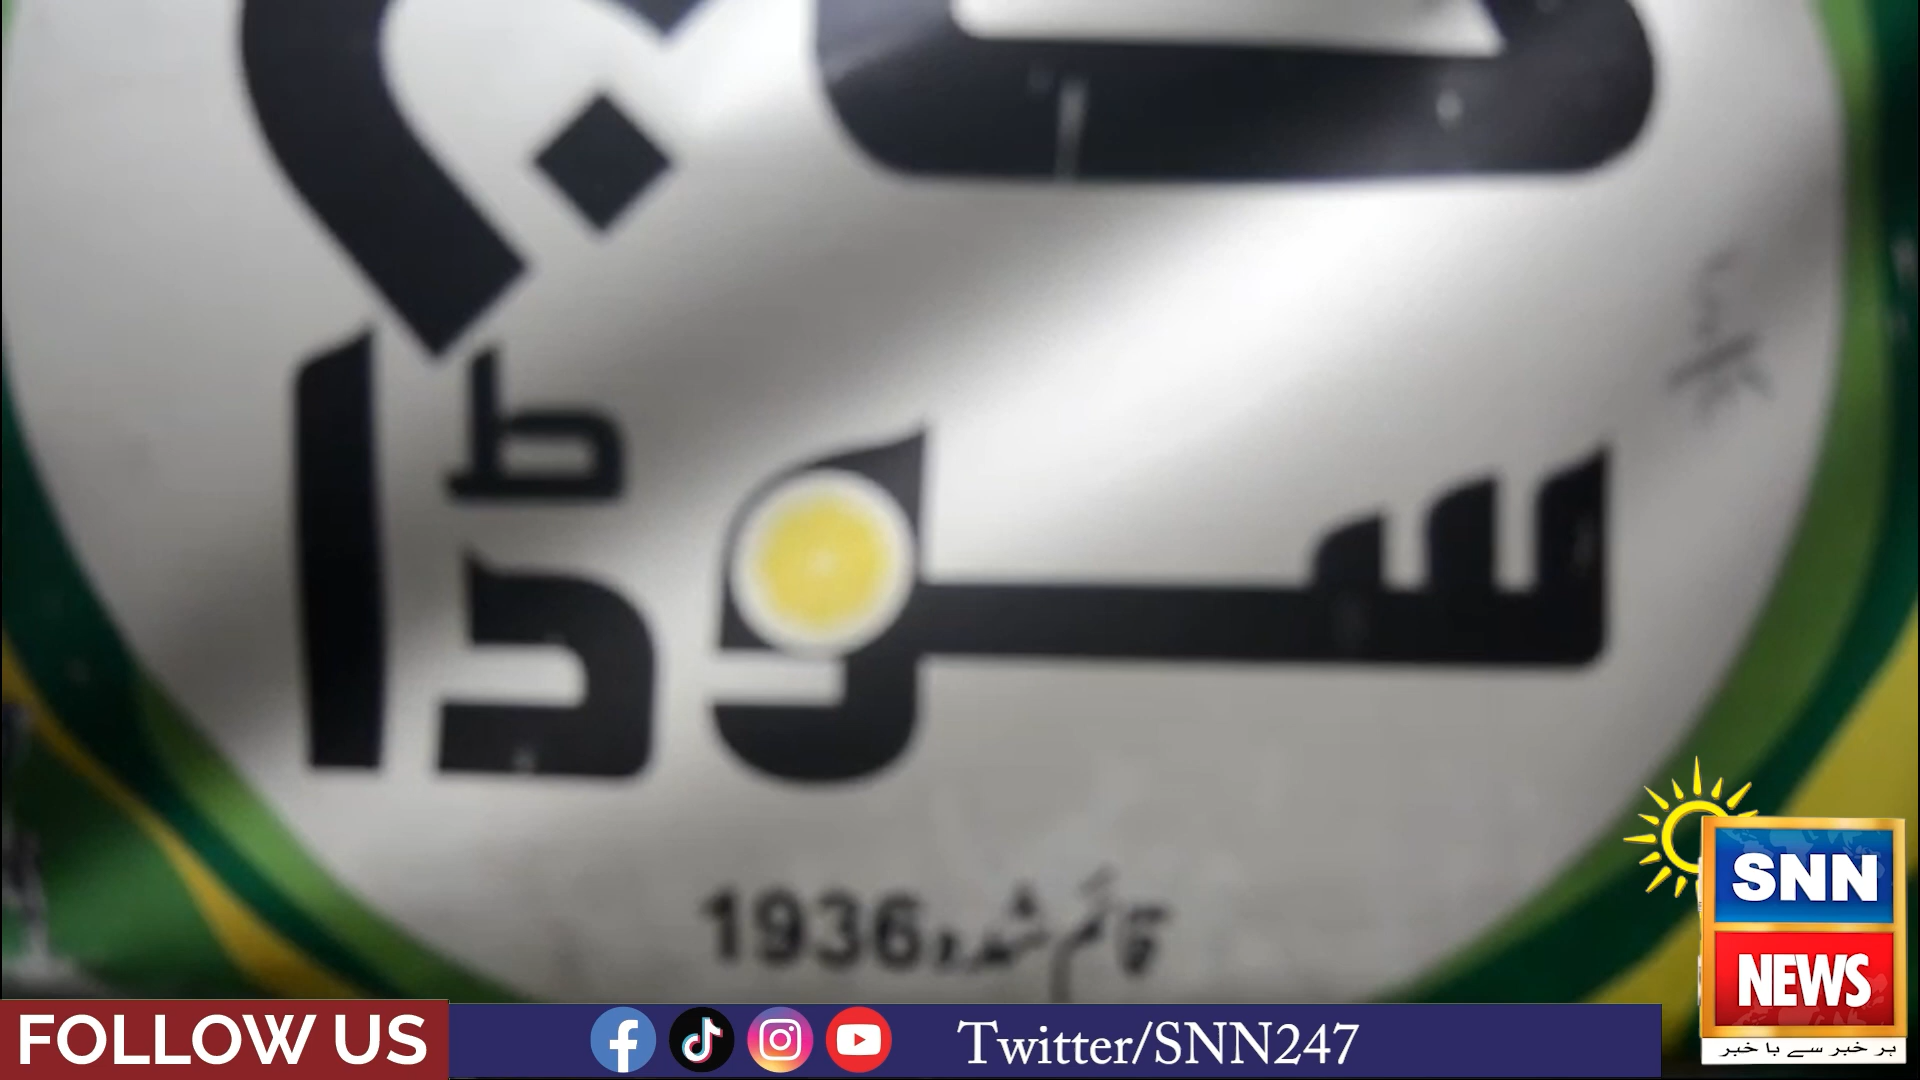 سوڈا
قائم شدہ 1936
SNN
NEWS
ہر خبر سے با خبر
FOLLOW US
Twitter/SNN247